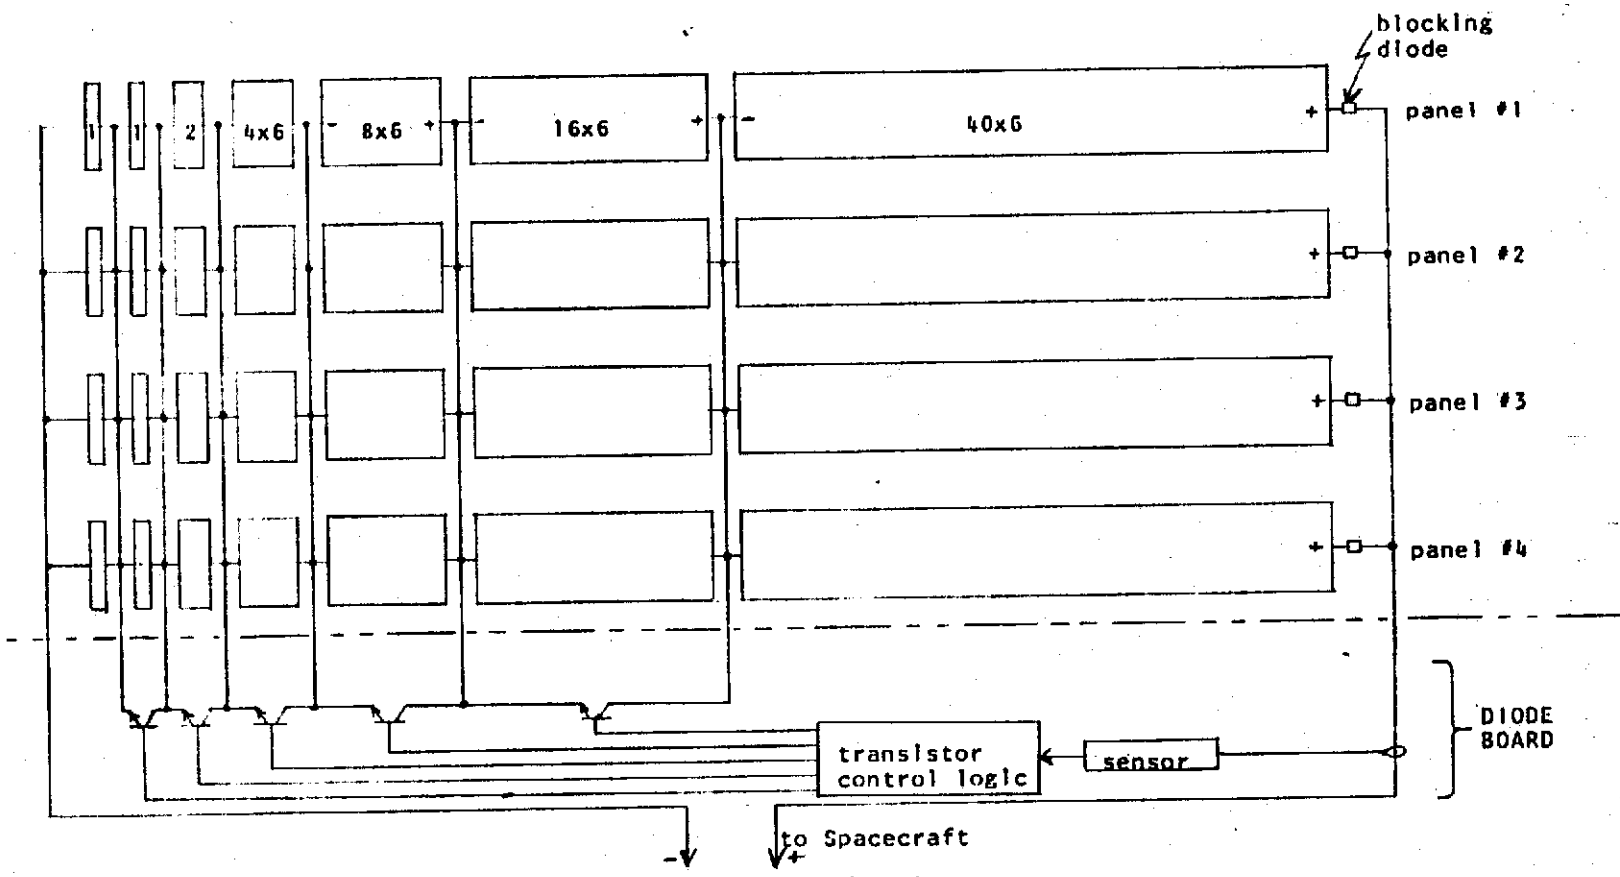 blocking
diode
1 1 2 4x6 - 8x6 + - 16x6 + - 40x6 + panel #1
+ panel #2
+ panel #3
+ panel #4
DIODE
BOARD
transistor
control logic
sensor
to Spacecraft
- +